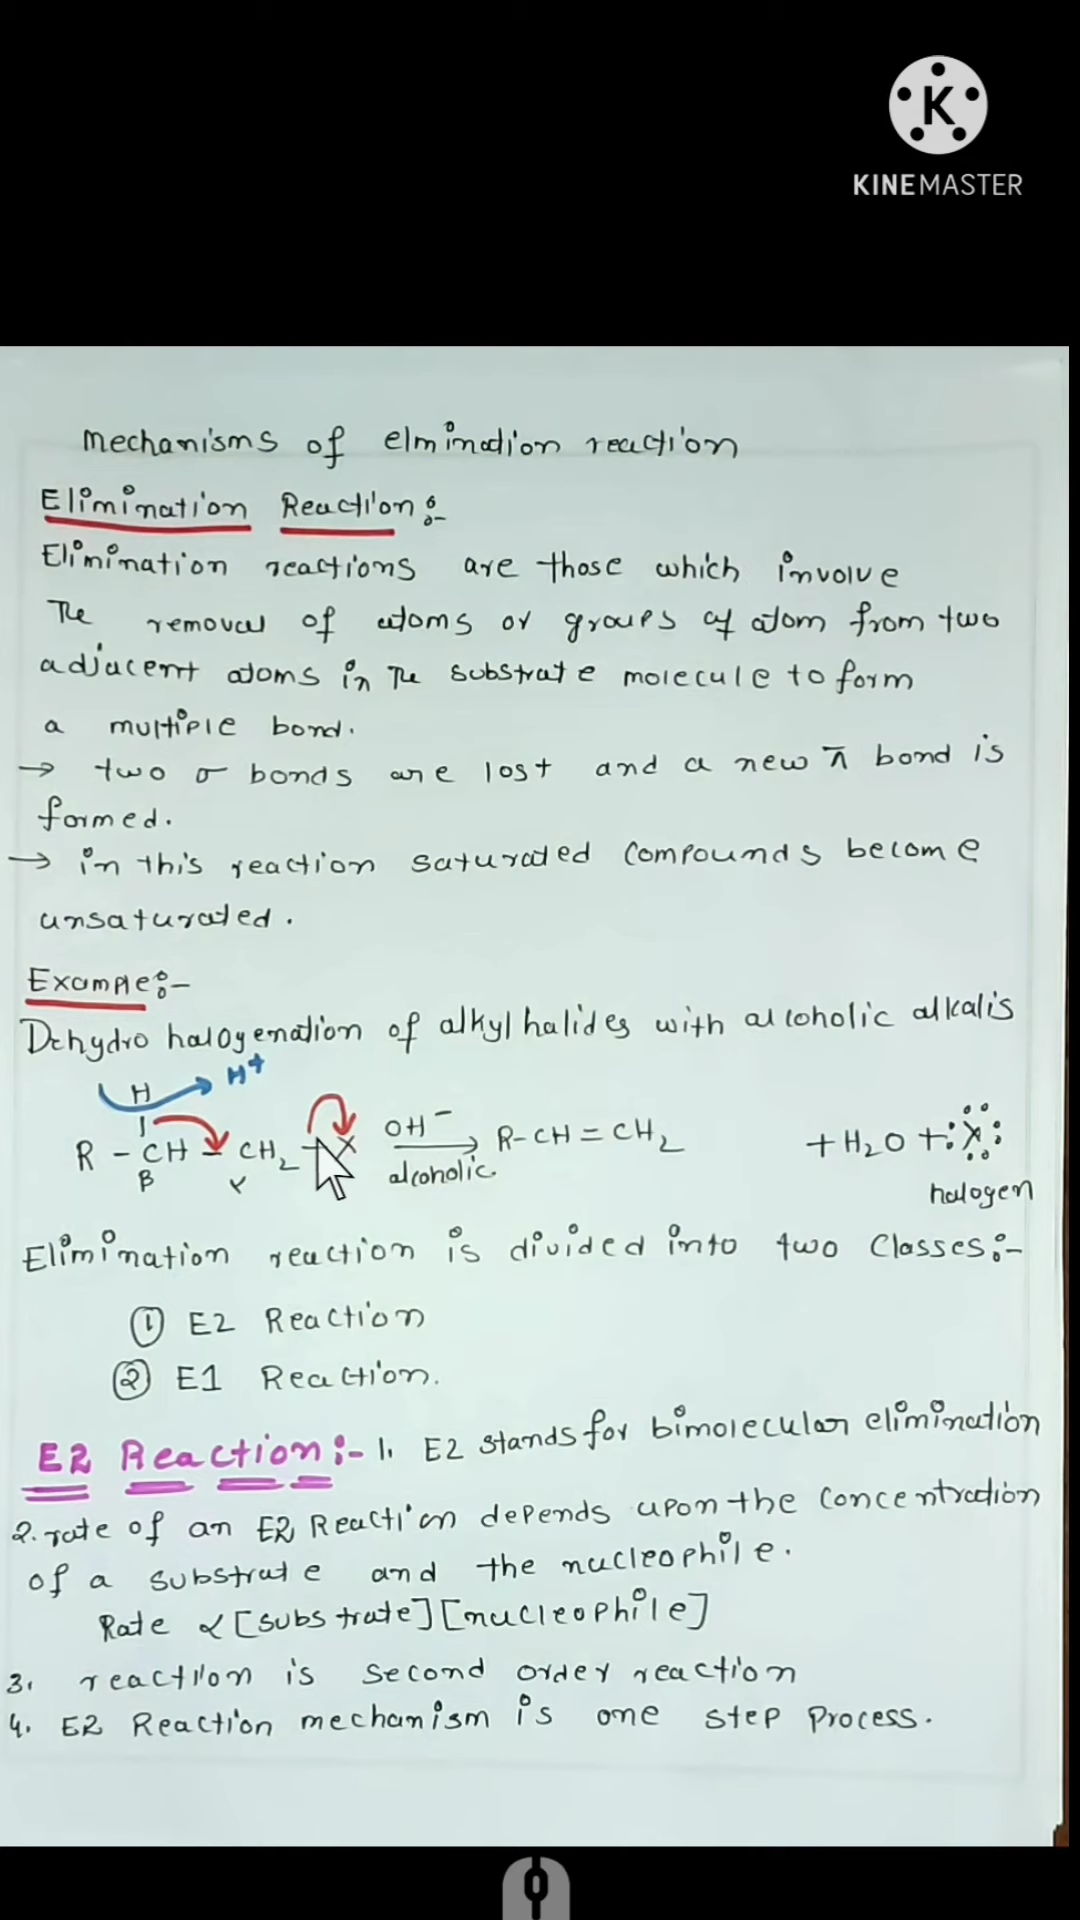 K
KINEMASTER
Mechanisms of elmination reaction
Elimination Reaction :-
Elimination reactions are those which involve
The removal of atoms or groups of atom from two
adjacent atoms in The substrate molecule to form
a multiple bond.
→ two σ bonds are lost and a new π bond is
formed.
→ in this reaction saturated compounds become
unsaturated.
Example:-
Dehydro halogenation of alkyl halides with alcoholic alkalis
H H+
R - CH - CH2 - X OH- alcoholic. → R-CH=CH2 + H2O + :X:
β halogen
Elimination reaction is divided into two classes:-
① E2 Reaction
② E1 Reaction.
E2 Reaction:- 1. E2 stands for bimolecular elimination
2. rate of an E2 Reaction depends upon the concentration
of a substrate and the nucleophile.
Rate ∝ [substrate][nucleophile]
3. reaction is second order reaction
4. E2 Reaction mechanism is one step process.